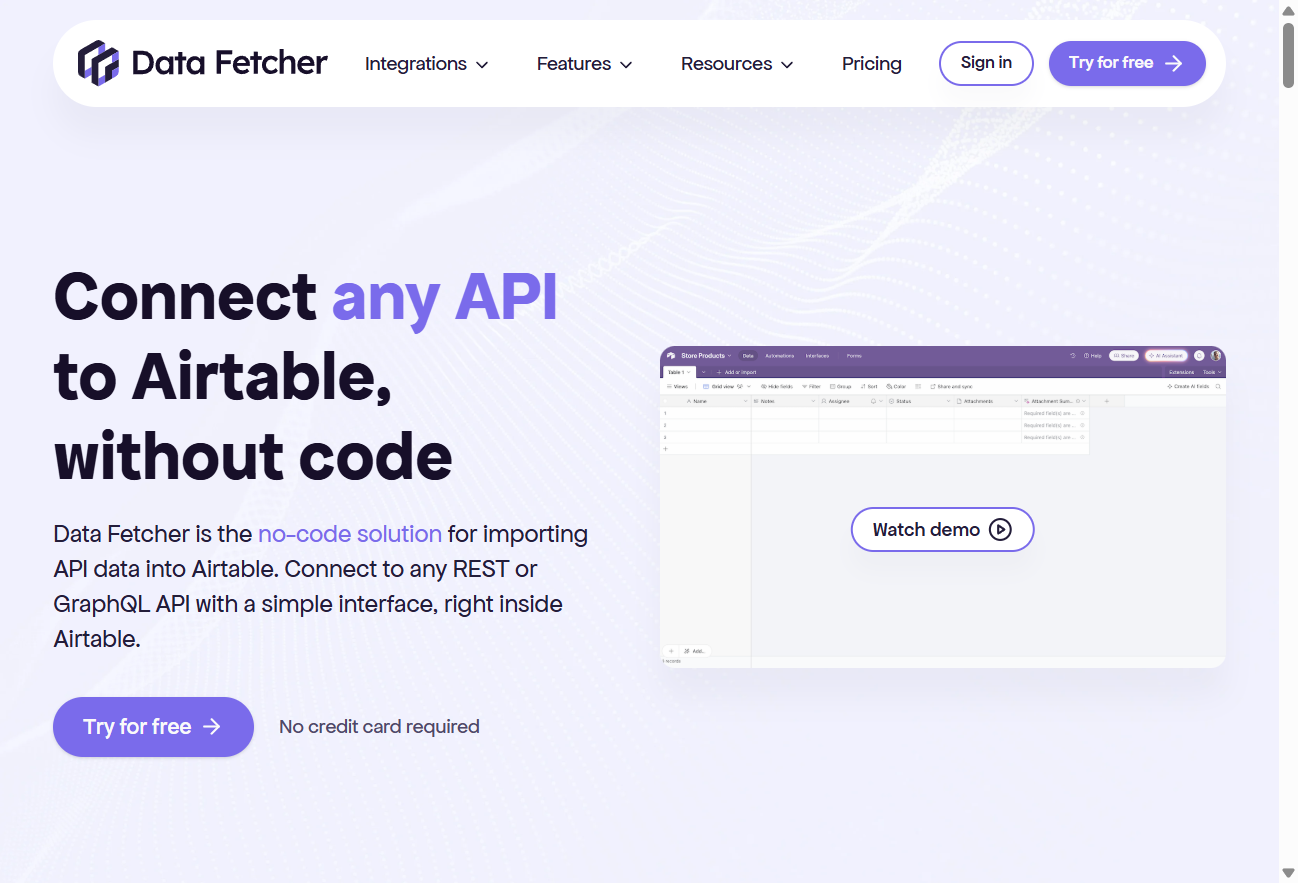 Data Fetcher
Integrations
Features
Resources
Pricing
Sign in
Try for free
Connect any API
to Airtable,
without code
Data Fetcher is the no-code solution for importing
API data into Airtable. Connect to any REST or
GraphQL API with a simple interface, right inside
Airtable.
Try for free
No credit card required
Store Products Data Automations Interfaces Forms Help Share AI Assistant
Table 1 Add or import Extensions Tools
Views Grid view Hide fields Filter Group Sort Color Share and sync Create AI fields
Name Notes Assignee Status Attachments Attachment Sum...
1 Required field(s) are ...
2 Required field(s) are ...
3 Required field(s) are ...
Watch demo
Add...
records